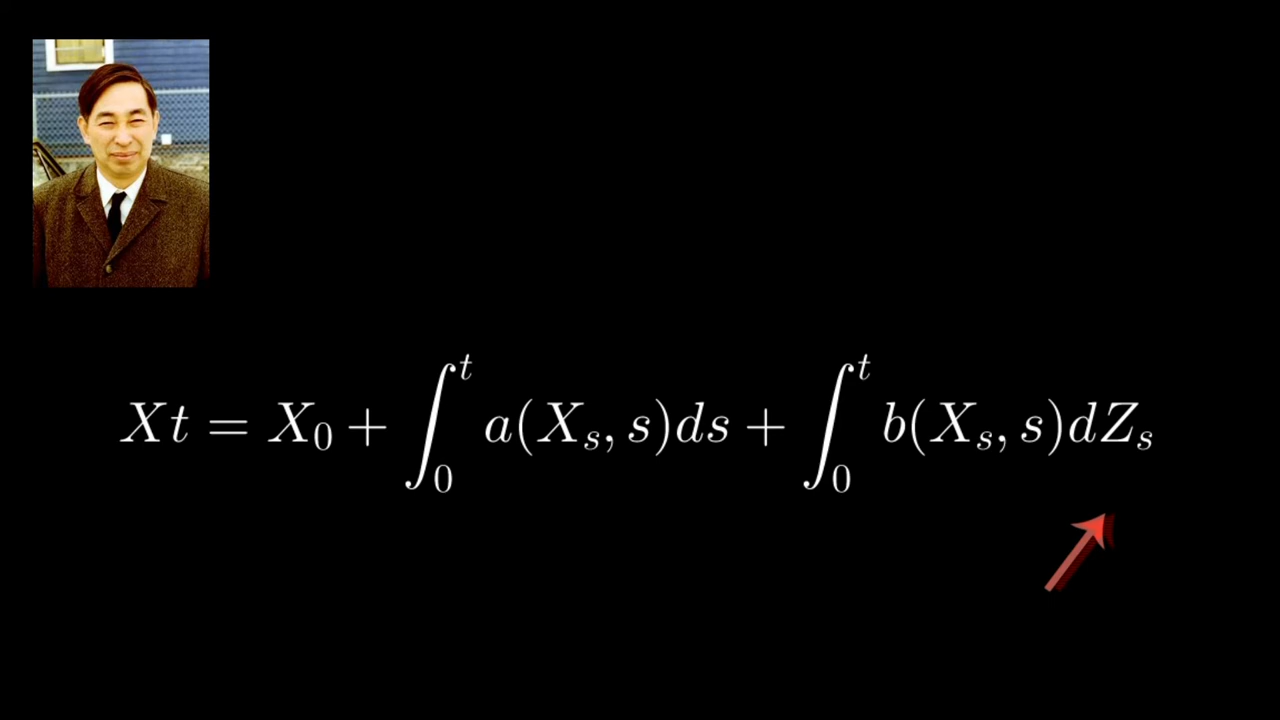 Xt = X_0 + \int_0^t a(X_s, s)ds + \int_0^t b(X_s, s)dZ_s